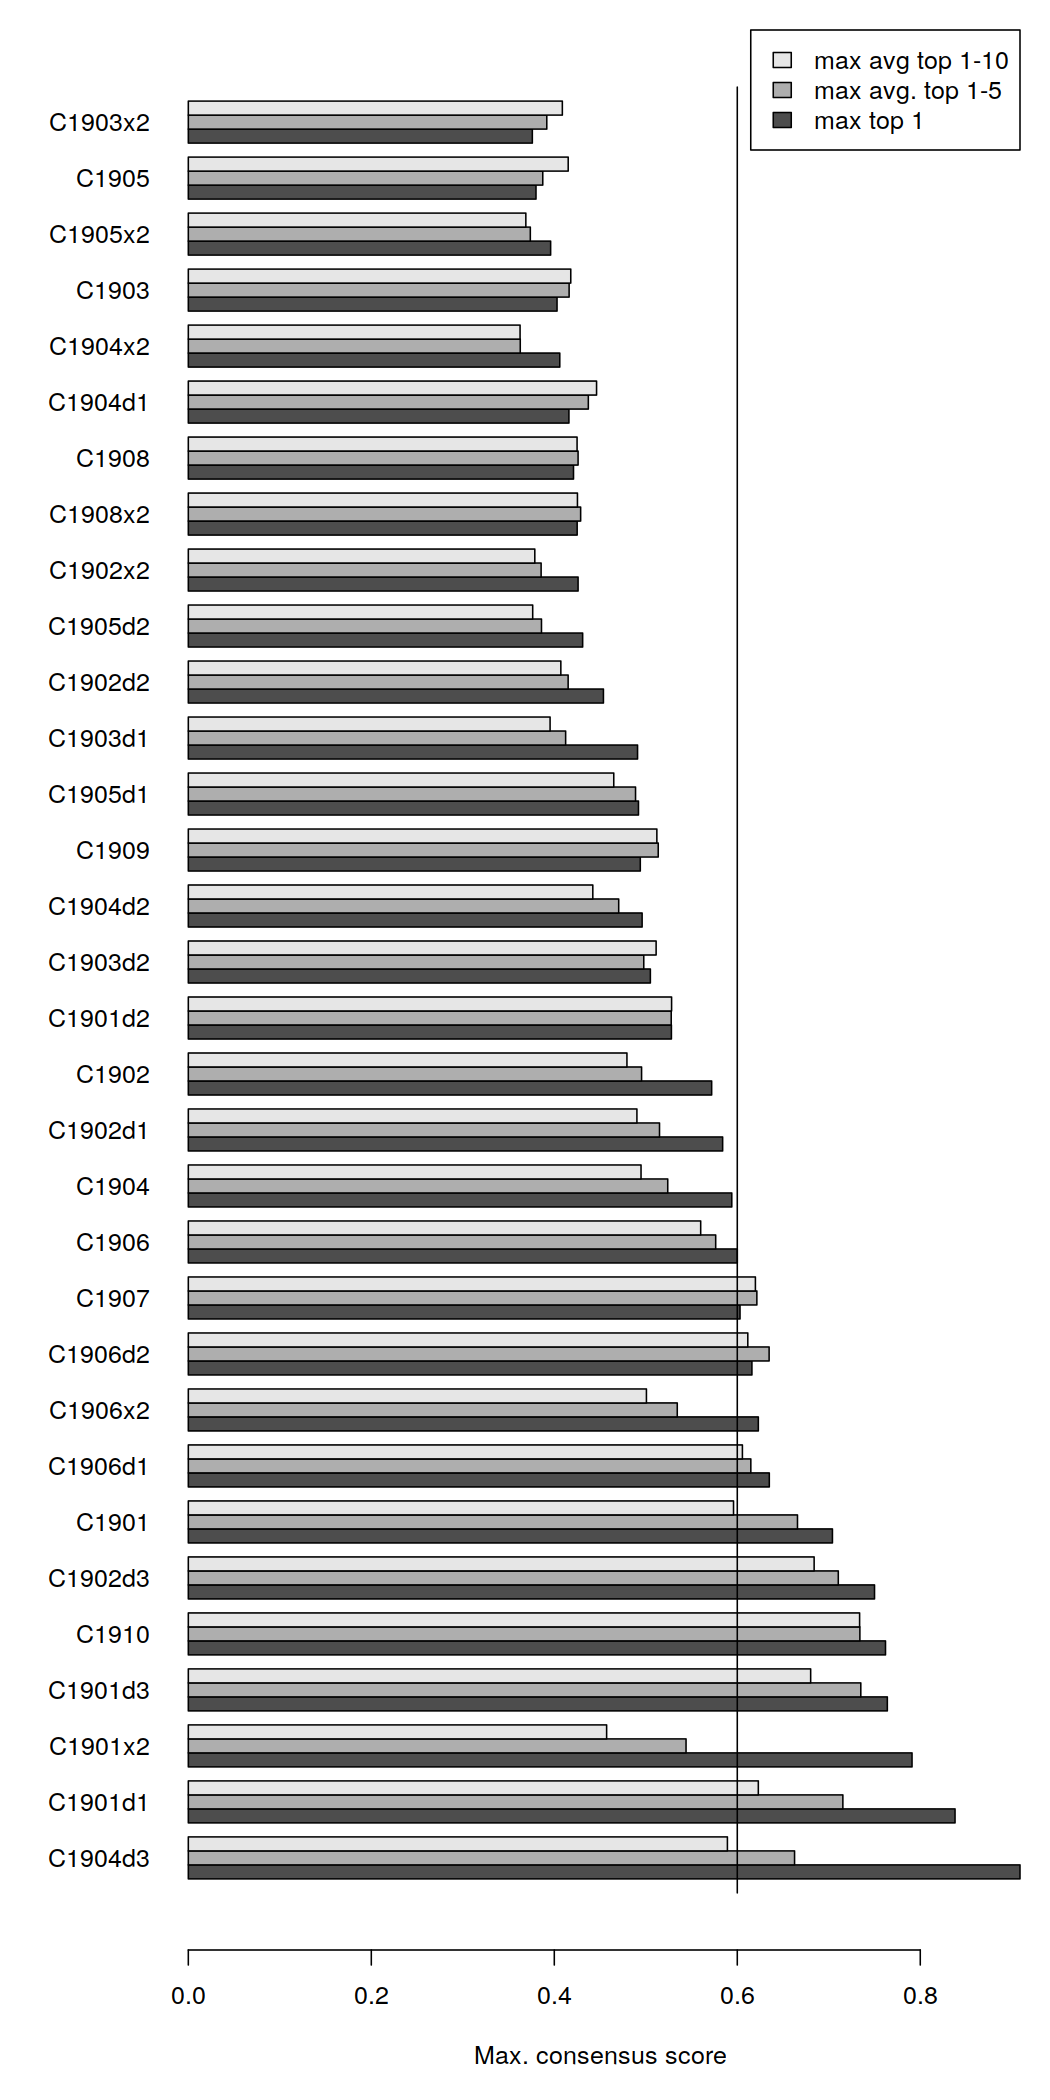 max avg top 1-10
max avg. top 1-5
max top 1
C1903x2
C1905
C1905x2
C1903
C1904x2
C1904d1
C1908
C1908x2
C1902x2
C1905d2
C1902d2
C1903d1
C1905d1
C1909
C1904d2
C1903d2
C1901d2
C1902
C1902d1
C1904
C1906
C1907
C1906d2
C1906x2
C1906d1
C1901
C1902d3
C1910
C1901d3
C1901x2
C1901d1
C1904d3
0.0 0.2 0.4 0.6 0.8
Max. consensus score